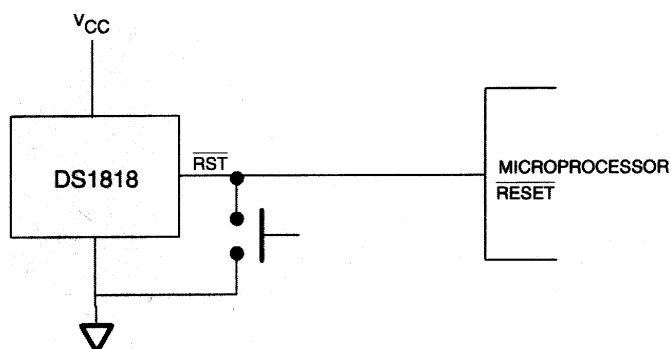 VCC
DS1818
RST
MICROPROCESSOR
RESET